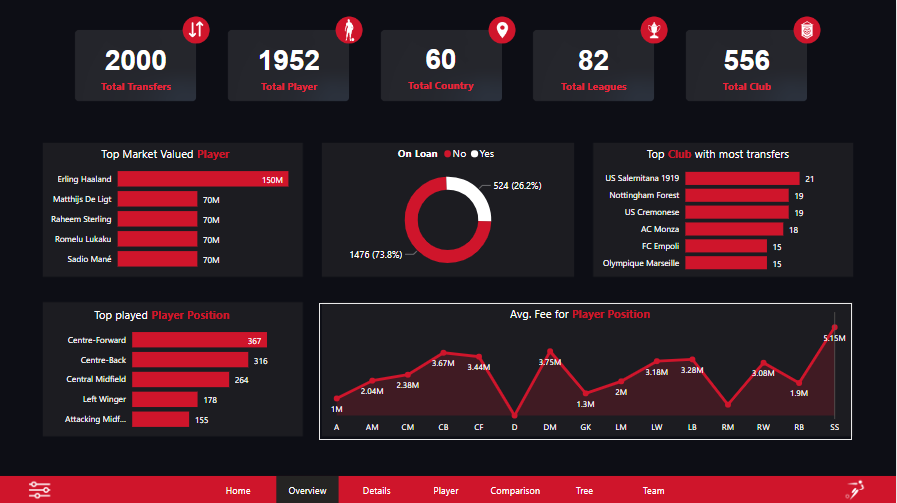 2000
Total Transfers
1952
Total Player
60
Total Country
82
Total Leagues
556
Total Club
Top Market Valued Player
Erling Haaland 150M
Matthijs De Ligt 70M
Raheem Sterling 70M
Romelu Lukaku 70M
Sadio Mané 70M
On Loan No Yes
524 (26.2%)
1476 (73.8%)
Top Club with most transfers
US Salernitana 1919 21
Nottingham Forest 19
US Cremonese 19
AC Monza 18
FC Empoli 15
Olympique Marseille 15
Top played Player Position
Centre-Forward 367
Centre-Back 316
Central Midfield 264
Left Winger 178
Attacking Midf... 155
Avg. Fee for Player Position
1M 2.04M 2.38M 3.67M 3.44M 3.75M 1.3M 2M 3.18M 3.28M 3.08M 1.9M 5.15M
A AM CM CB CF D DM GK LM LW LB RM RW RB SS
Home Overview Details Player Comparison Tree Team